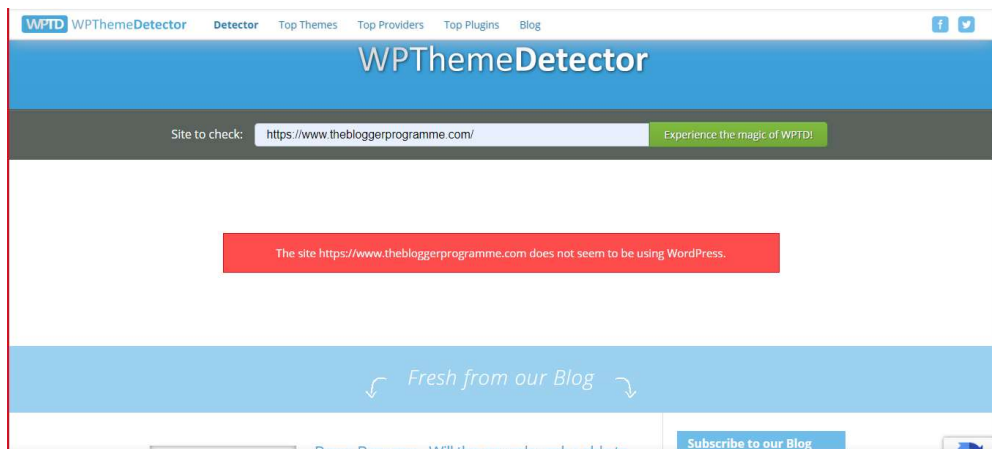 WPTD WPThemeDetector Detector Top Themes Top Providers Top Plugins Blog
WPThemeDetector
Site to check: https://www.thebloggerprogramme.com/ Experience the magic of WPTD!
The site https://www.thebloggerprogramme.com does not seem to be using WordPress.
Fresh from our Blog
Subscribe to our Blog